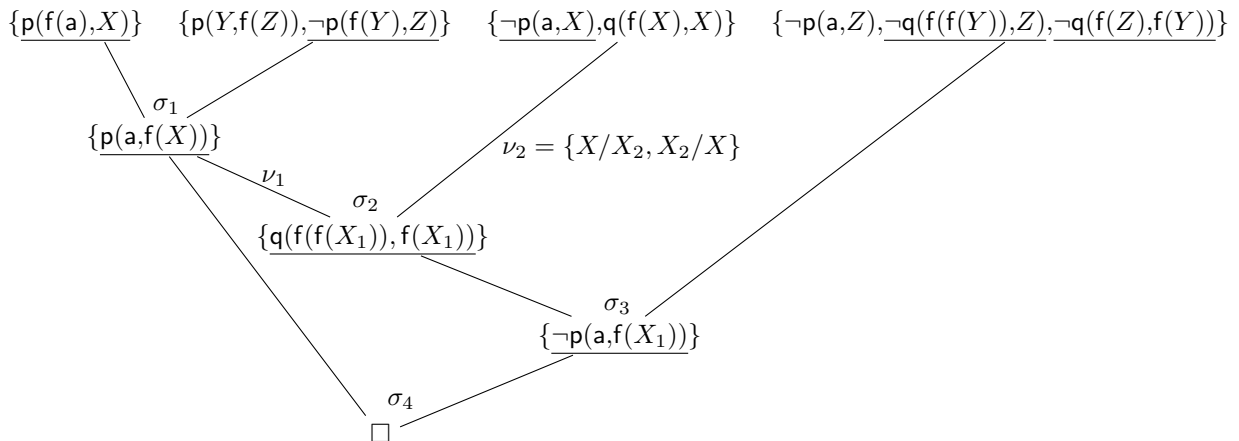 {p(f(a),X)} {p(Y,f(Z)),¬p(f(Y),Z)} {¬p(a,X),q(f(X),X)} {¬p(a,Z),¬q(f(f(Y)),Z),¬q(f(Z),f(Y))}
σ₁
{p(a,f(X))}
ν₂ = {X/X₂, X₂/X}
ν₁
σ₂
{q(f(f(X₁)),f(X₁))}
σ₃
{¬p(a,f(X₁))}
σ₄
□